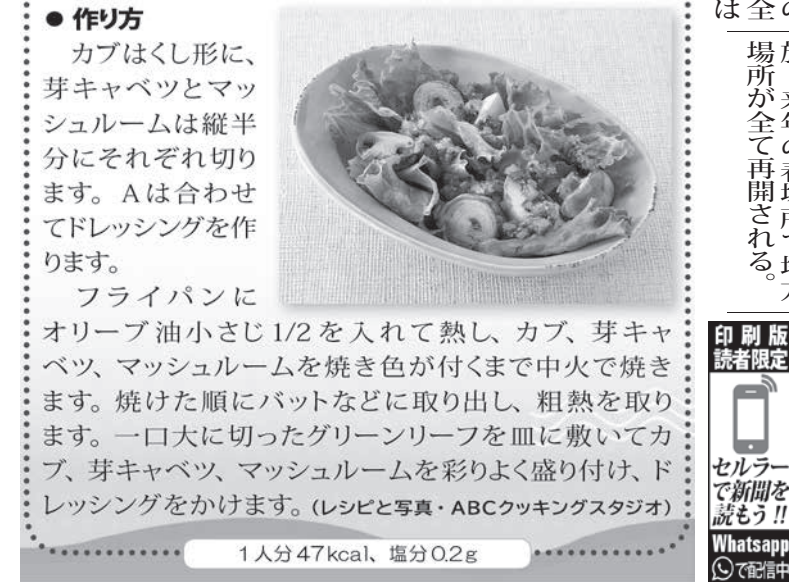 ● 作り方
カブはくし形に、
芽キャベツとマッ
シュルームは縦半
分にそれぞれ切り
ます。Aは合わせ
てドレッシングを作
ります。
フライパンに
オリーブ油小さじ1/2を入れて熱し、カブ、芽キャ
ベツ、マッシュルームを焼き色が付くまで中火で焼き
ます。焼けた順にバットなどに取り出し、粗熱を取り
ます。一口大に切ったグリーンリーフを皿に敷いてカ
ブ、芽キャベツ、マッシュルームを彩りよく盛り付け、ド
レッシングをかけます。(レシピと写真・ABCクッキングスタジオ)
1人分47kcal、塩分0.2g
場所が全て再開される。
印刷版
読者限定
セルラー
で新聞を
読もう!!
Whatsapp
で配信中